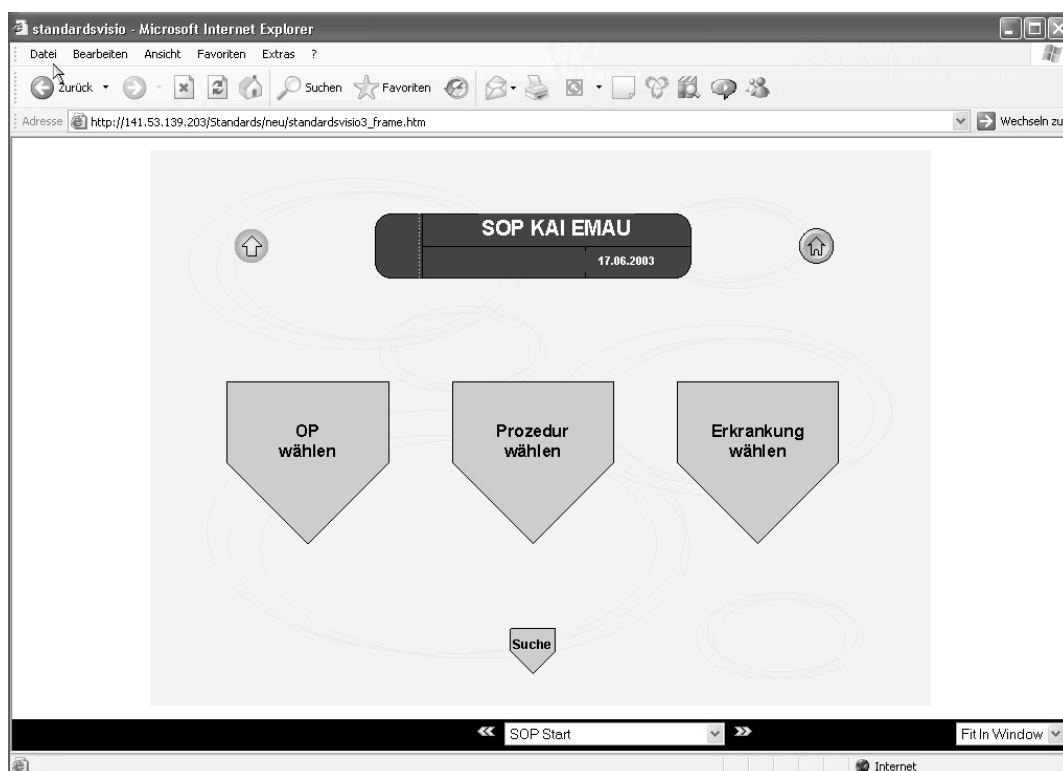 standardsvisio - Microsoft Internet Explorer
Datei Bearbeiten Ansicht Favoriten Extras ?
Zurück Suchen Favoriten
Adresse http://141.53.139.203/Standards/neu/standardsvisio3_frame.htm Wechseln zu
SOP KAI EMAU
17.06.2003
OP
wählen
Prozedur
wählen
Erkrankung
wählen
Suche
SOP Start
Fit In Window
Internet